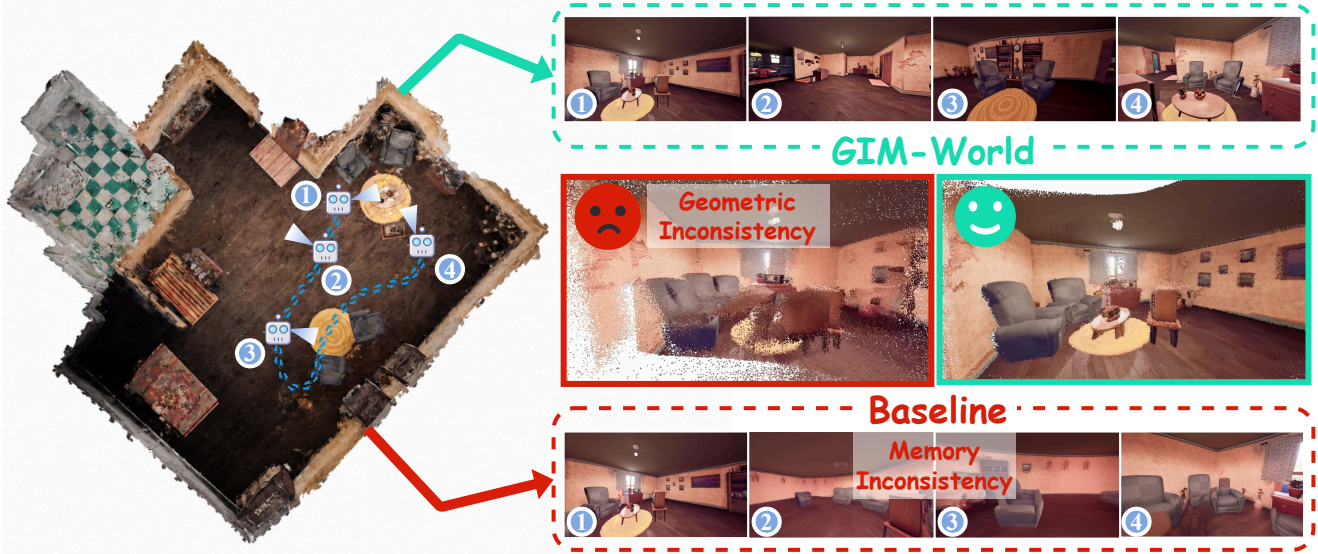 1
2
3
4
GIM-World
1
2
3
4
Geometric
Inconsistency
Baseline
Memory
Inconsistency
1
2
3
4